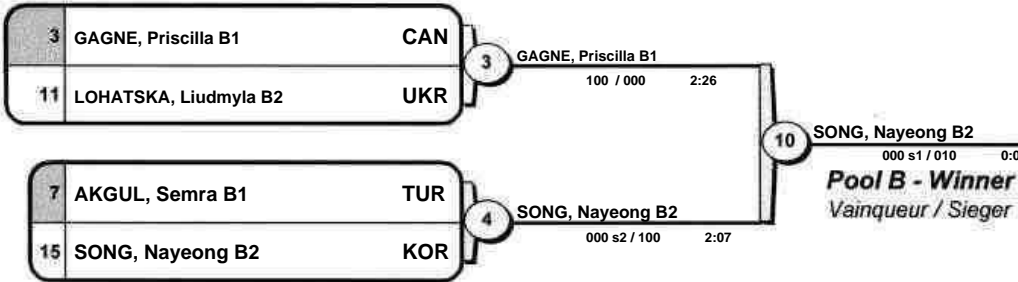 3 GAGNE, Priscilla B1 CAN
11 LOHATSKA, Liudmyla B2 UKR
3
GAGNE, Priscilla B1
100 / 000 2:26
7 AKGUL, Semra B1 TUR
15 SONG, Nayeong B2 KOR
4
SONG, Nayeong B2
000 s2 / 100 2:07
10
SONG, Nayeong B2
000 s1 / 010 0:0
Pool B - Winner
Vainqueur / Sieger